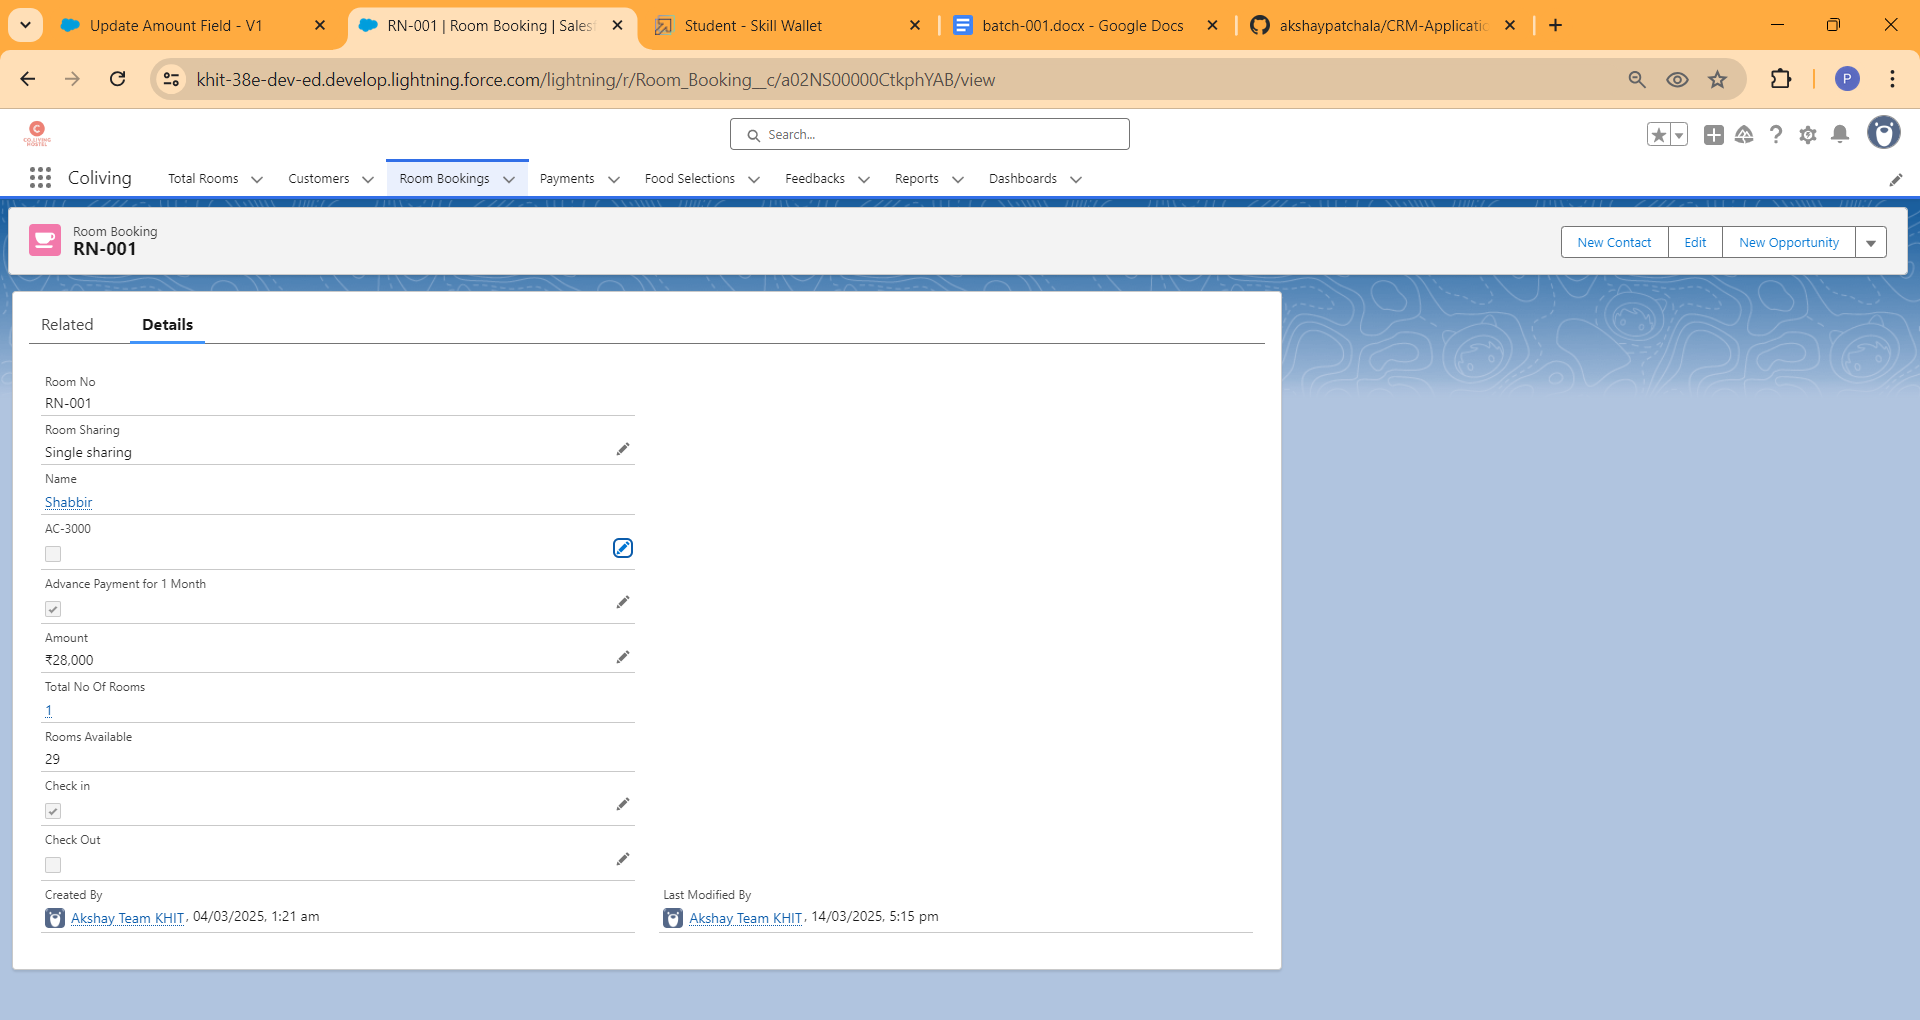 Update Amount Field - V1
RN-001 | Room Booking | Sales
Student - Skill Wallet
batch-001.docx - Google Docs
akshaypatchala/CRM-Applicatio
khit-38e-dev-ed.develop.lightning.force.com/lightning/r/Room_Booking__c/a02NS00000CtkphYAB/view
P
C
CO.LIVING
HOSTEL
Search...
Coliving
Total Rooms
Customers
Room Bookings
Payments
Food Selections
Feedbacks
Reports
Dashboards
Room Booking
RN-001
New Contact
Edit
New Opportunity
Related
Details
Room No
RN-001
Room Sharing
Single sharing
Name
Shabbir
AC-3000
Advance Payment for 1 Month
Amount
₹28,000
Total No Of Rooms
1
Rooms Available
29
Check in
Check Out
Created By
Akshay Team KHIT, 04/03/2025, 1:21 am
Last Modified By
Akshay Team KHIT, 14/03/2025, 5:15 pm